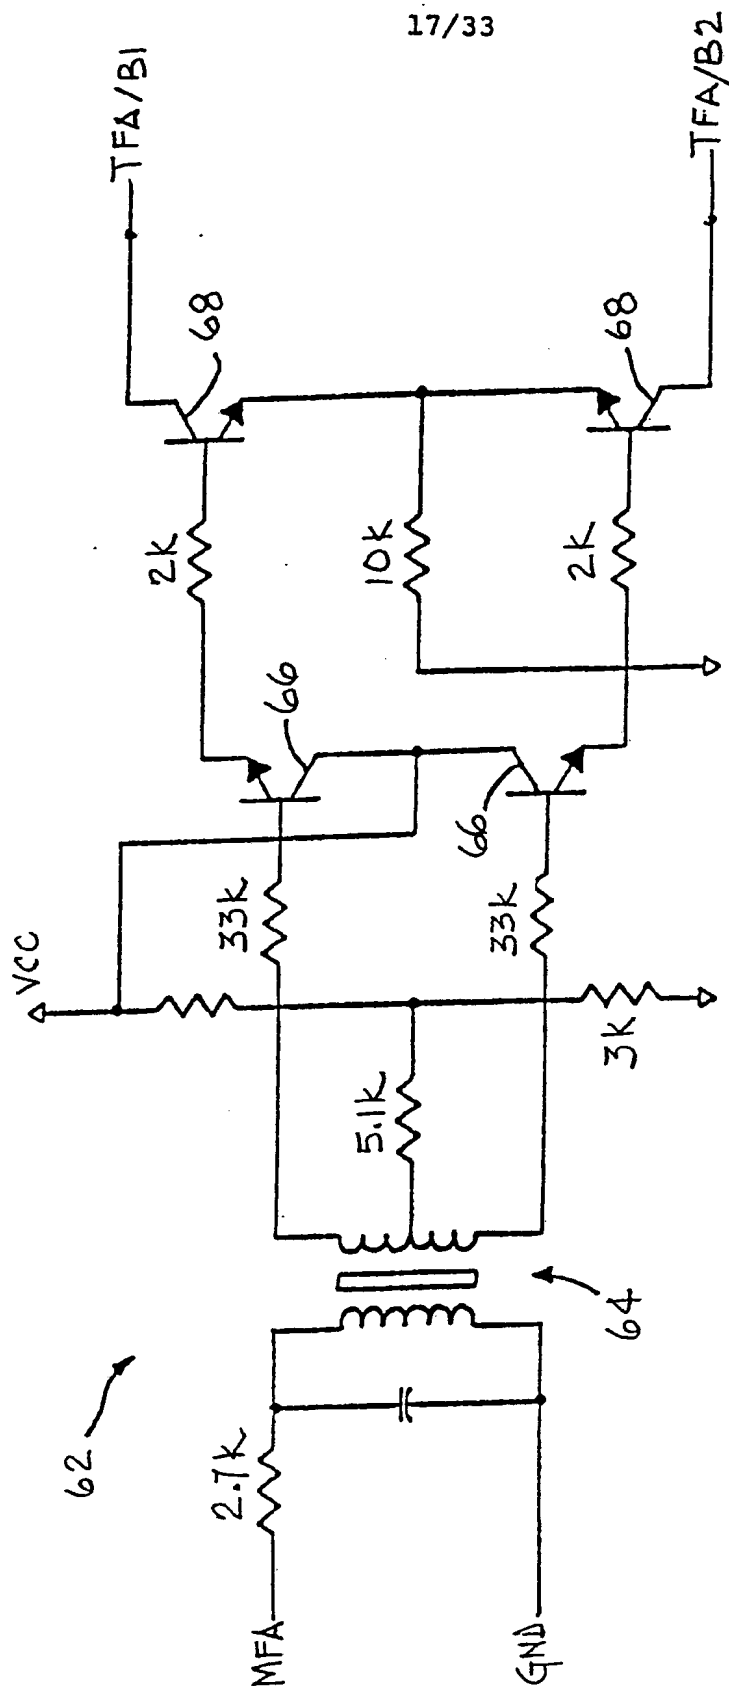 17/33
TFA/B1
TFA/B2
68
68
2K
10K
2K
66
66
VCC
33K
33K
5.1K
3K
64
62
2.7K
MFA
GND